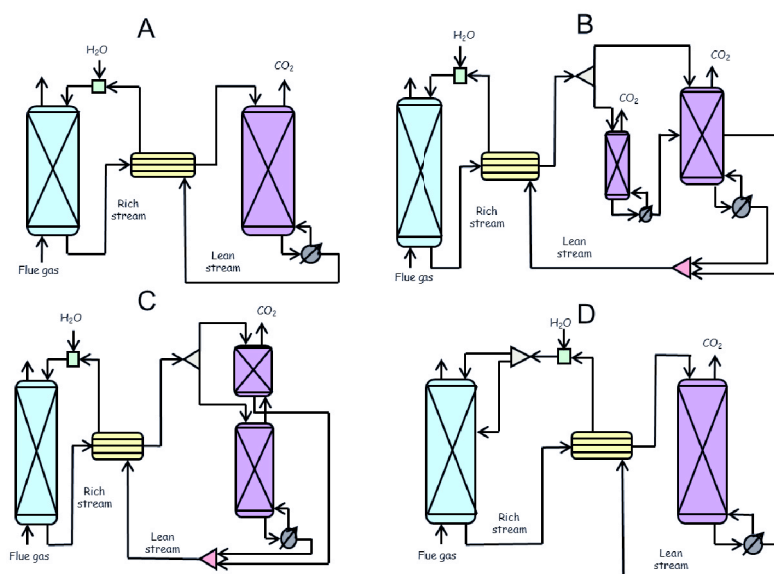 A
H₂O
CO₂
Rich
stream
Lean
stream
Flue gas
B
H₂O
CO₂
CO₂
Rich
stream
Lean
stream
Flue gas
C
H₂O
CO₂
Rich
stream
Lean
stream
Flue gas
D
H₂O
CO₂
Rich
stream
Lean
stream
Flue gas